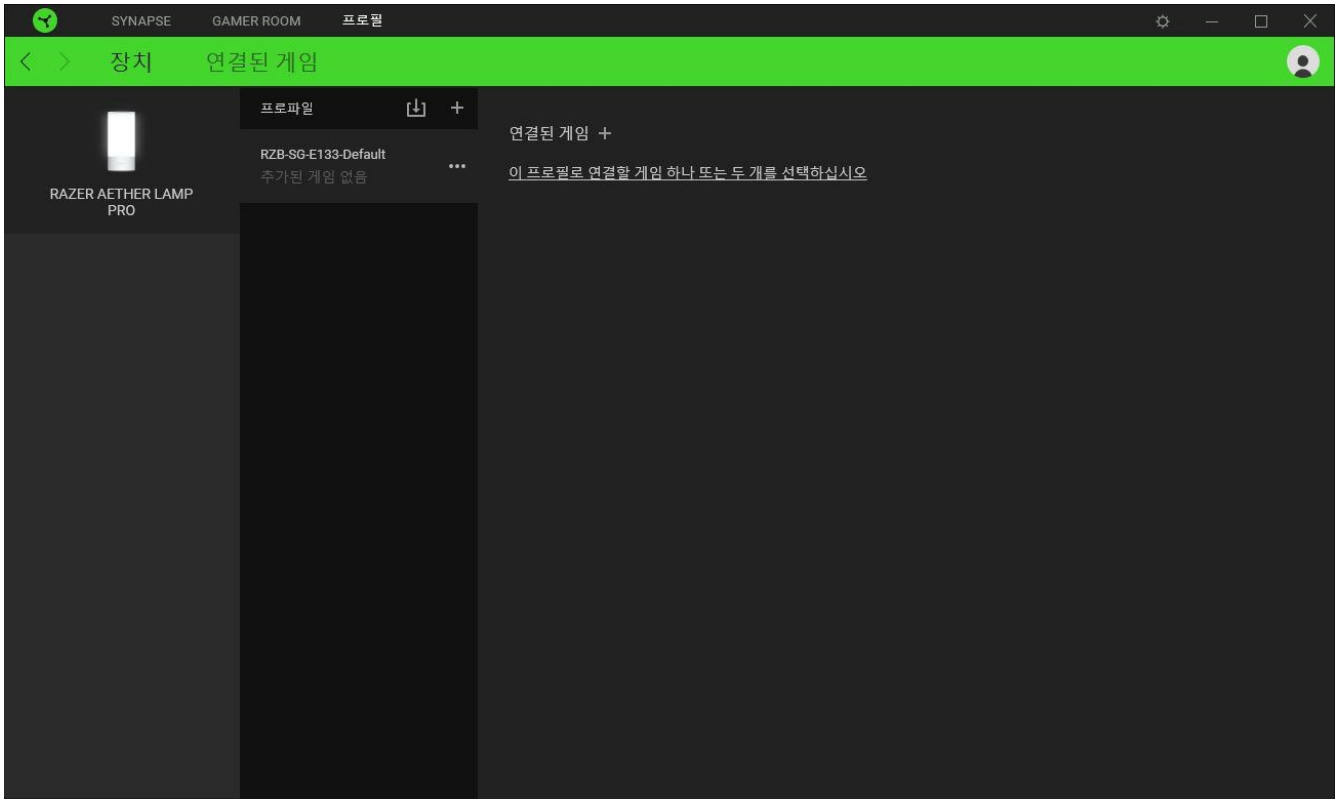 SYNAPSE GAMER ROOM 프로필
장치 연결된 게임
RAZER AETHER LAMP
PRO
프로파일
RZB-SG-E133-Default
추가된 게임 없음
연결된 게임
이 프로필로 연결할 게임 하나 또는 두 개를 선택하십시오